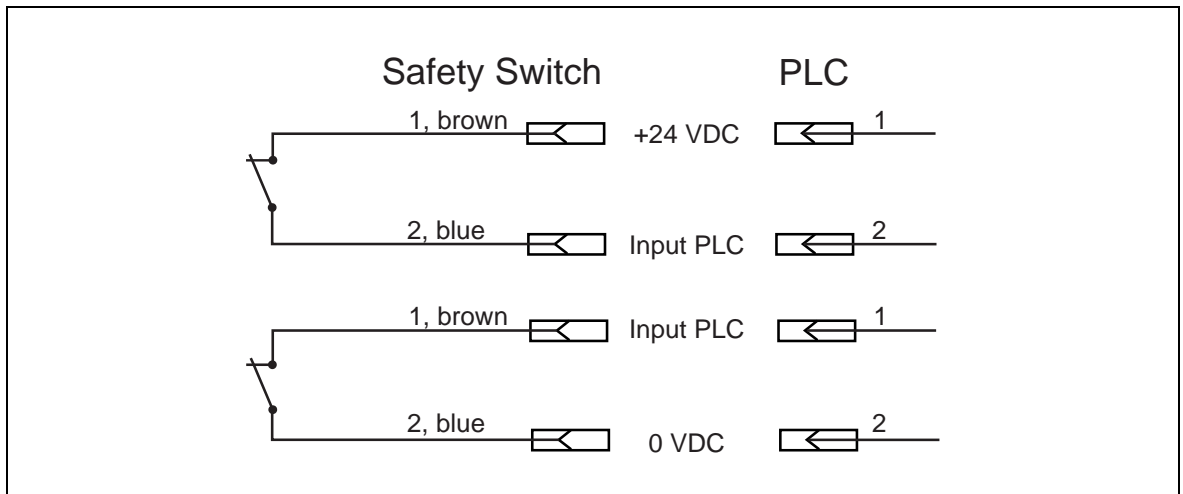 Safety Switch PLC
1, brown +24 VDC 1
2, blue Input PLC 2
1, brown Input PLC 1
2, blue 0 VDC 2